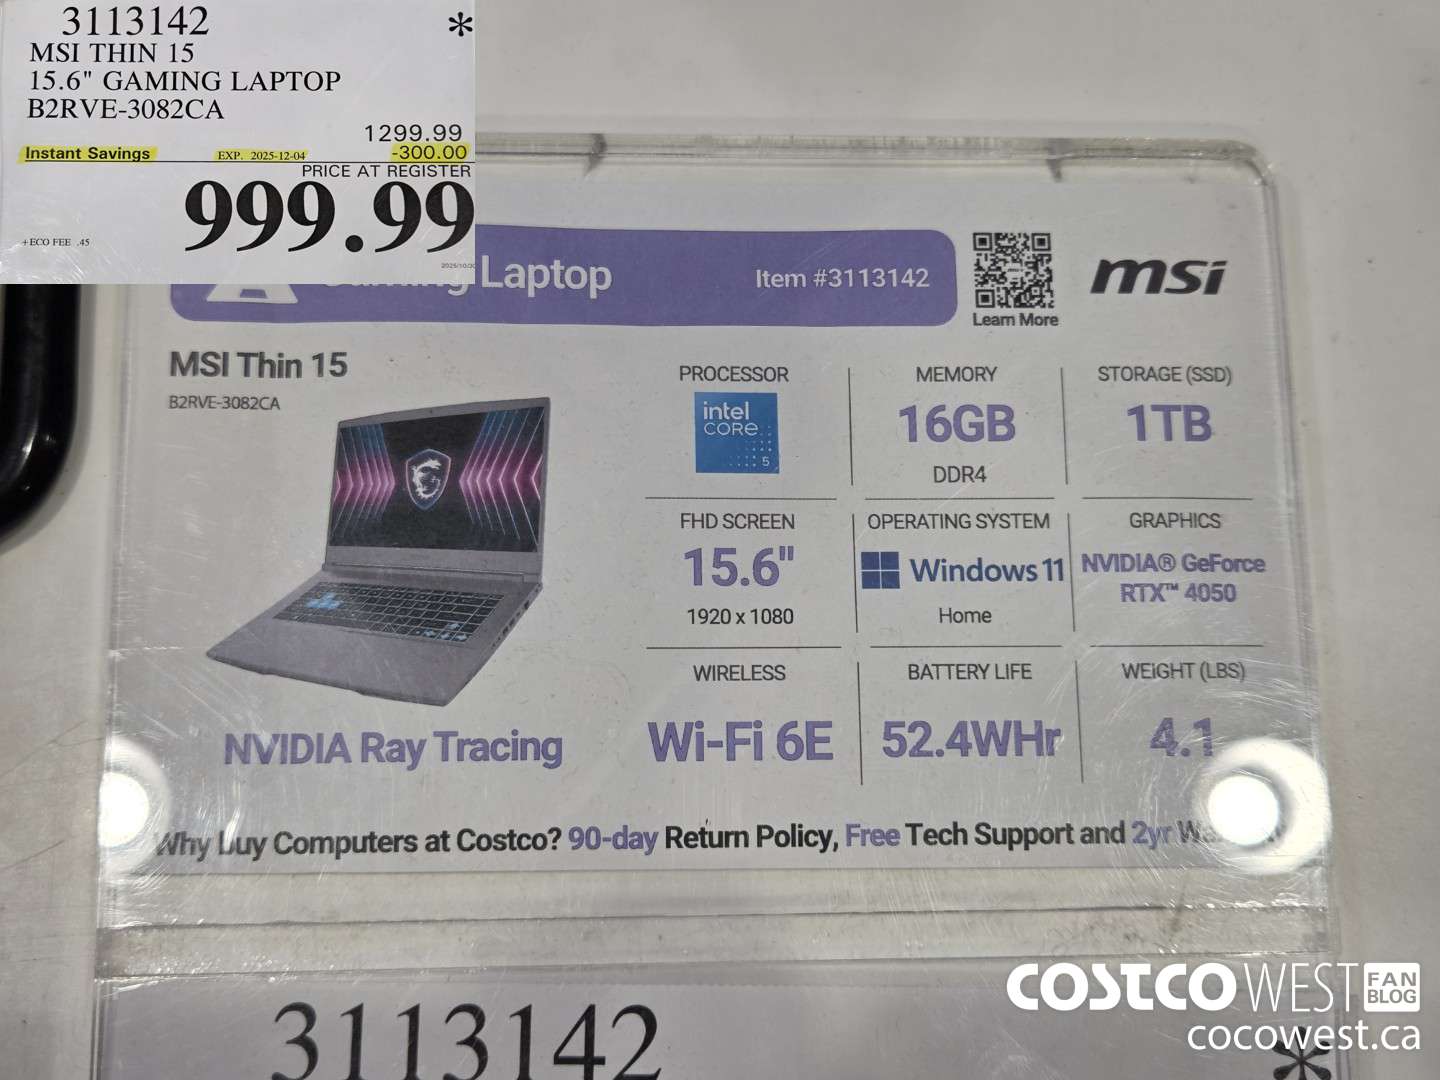 3113142 *
MSI THIN 15
15.6" GAMING LAPTOP
B2RVE-3082CA
1299.99
Instant Savings EXP. 2025-12-04 -300.00
PRICE AT REGISTER
999.99
+ECO FEE .45
Gaming Laptop Item #3113142
Learn More
msi
MSI Thin 15
B2RVE-3082CA
PROCESSOR
intel
CORE
5
MEMORY
16GB
DDR4
STORAGE (SSD)
1TB
FHD SCREEN
15.6"
1920 x 1080
OPERATING SYSTEM
Windows 11
Home
GRAPHICS
NVIDIA® GeForce
RTX™ 4050
WIRELESS
Wi-Fi 6E
BATTERY LIFE
52.4WHr
WEIGHT (LBS)
4.1
NVIDIA Ray Tracing
Why Buy Computers at Costco? 90-day Return Policy, Free Tech Support and 2yr
3113142 *
COSTCO WEST FAN BLOG
cocowest.ca